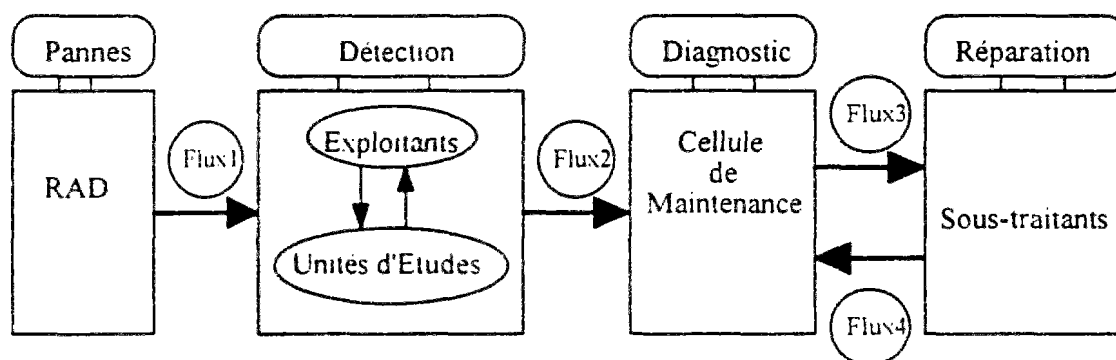 Pannes
Détection
Diagnostic
Réparation
RAD
Flux1
Exploitants
Unités d'Etudes
Flux2
Cellule
de
Maintenance
Flux3
Sous-traitants
Flux4